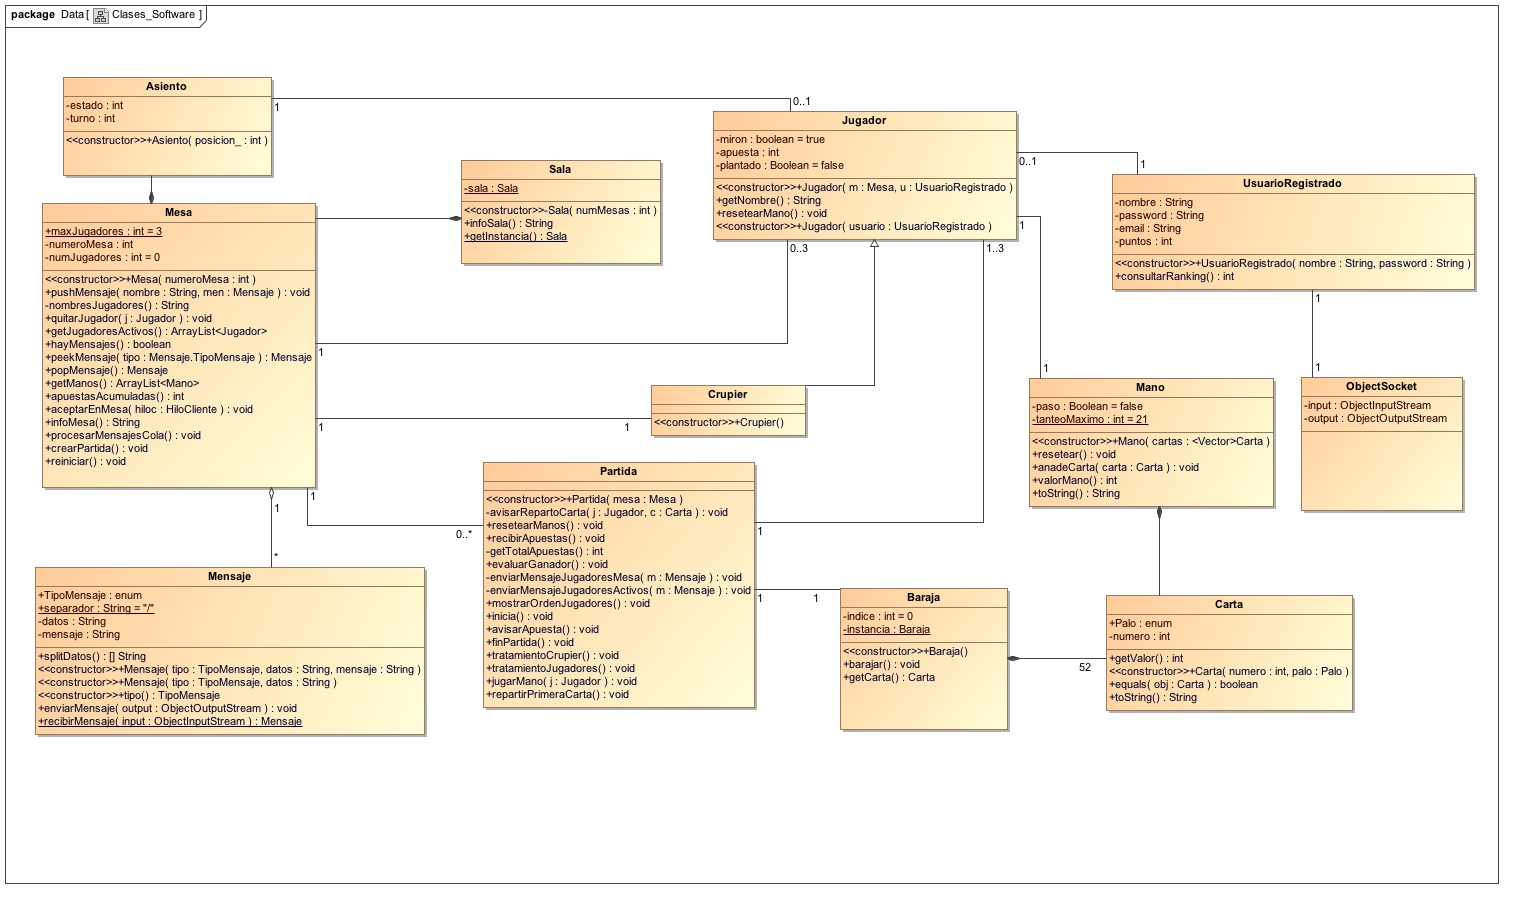 package Data [ Clases_Software ]
Asiento
-estado : int
-turno : int
<<constructor>>+Asiento( posicion_ : int )
1
0..1
Sala
-sala : Sala
<<constructor>>-Sala( numMesas : int )
+infoSala() : String
+getInstancia() : Sala
Jugador
-miron : boolean = true
-apuesta : int
-plantado : Boolean = false
<<constructor>>+Jugador( m : Mesa, u : UsuarioRegistrado )
+getNombre() : String
+resetearMano() : void
<<constructor>>+Jugador( usuario : UsuarioRegistrado )
0..1
1
1
1
0..3
1..3
UsuarioRegistrado
-nombre : String
-password : String
-email : String
-puntos : int
<<constructor>>+UsuarioRegistrado( nombre : String, password : String )
+consultarRanking() : int
1
1
Mesa
+maxJugadores : int = 3
-numeroMesa : int
-numJugadores : int = 0
<<constructor>>+Mesa( numeroMesa : int )
+pushMensaje( nombre : String, men : Mensaje ) : void
-nombresJugadores() : String
+quitarJugador( j : Jugador ) : void
+getJugadoresActivos() : ArrayList<Jugador>
+hayMensajes() : boolean
+peekMensaje( tipo : Mensaje.TipoMensaje ) : Mensaje
+popMensaje() : Mensaje
+getManos() : ArrayList<Mano>
+apuestasAcumuladas() : int
+aceptarEnMesa( hiloc : HiloCliente ) : void
+infoMesa() : String
+procesarMensajesCola() : void
+crearPartida() : void
+reiniciar() : void
1
1
1
Crupier
<<constructor>>+Crupier()
Mano
-paso : Boolean = false
-tanteoMaximo : int = 21
<<constructor>>+Mano( cartas : <Vector>Carta )
+resetear() : void
+anadeCarta( carta : Carta ) : void
+valorMano() : int
+toString() : String
ObjectSocket
-input : ObjectInputStream
-output : ObjectOutputStream
1
1
0..*
*
Partida
<<constructor>>+Partida( mesa : Mesa )
-avisarRepartoCarta( j : Jugador, c : Carta ) : void
+resetearManos() : void
+recibirApuestas() : void
-getTotalApuestas() : int
+evaluarGanador() : void
-enviarMensajeJugadoresMesa( m : Mensaje ) : void
-enviarMensajeJugadoresActivos( m : Mensaje ) : void
+mostrarOrdenJugadores() : void
+inicia() : void
+avisarApuesta() : void
+finPartida() : void
+tratamientoCrupier() : void
+tratamientoJugadores() : void
+jugarMano( j : Jugador ) : void
+repartirPrimeraCarta() : void
1
1
1
Mensaje
+TipoMensaje : enum
+separador : String = "/"
-datos : String
-mensaje : String
+splitDatos() : [] String
<<constructor>>+Mensaje( tipo : TipoMensaje, datos : String, mensaje : String )
<<constructor>>+Mensaje( tipo : TipoMensaje, datos : String )
<<constructor>>+tipo() : TipoMensaje
+enviarMensaje( output : ObjectOutputStream ) : void
+recibirMensaje( input : ObjectInputStream ) : Mensaje
Baraja
-indice : int = 0
-instancia : Baraja
<<constructor>>+Baraja()
+barajar() : void
+getCarta() : Carta
52
Carta
+Palo : enum
-numero : int
+getValor() : int
<<constructor>>+Carta( numero : int, palo : Palo )
+equals( obj : Carta ) : boolean
+toString() : String